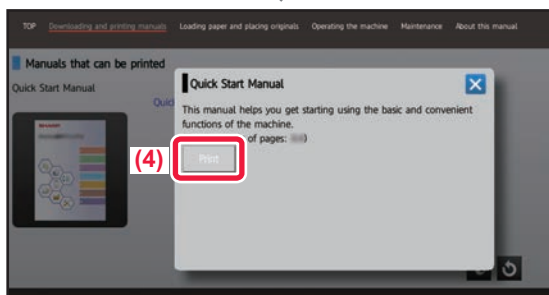 TOP Downloading and printing manuals Loading paper and placing originals Operating the machine Maintenance About this manual
Manuals that can be printed
Quick Start Manual
Quick Start Manual
This manual helps you get starting using the basic and convenient
functions of the machine.
of pages:
(4)
Print
SHARP